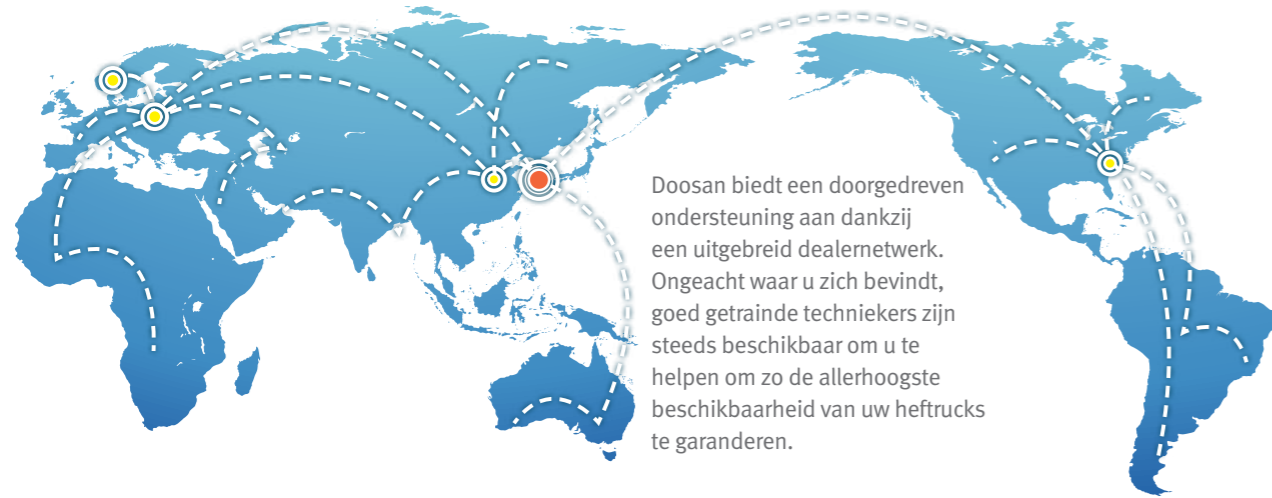 Doosan biedt een doorgedreven
ondersteuning aan dankzij
een uitgebreid dealernetwerk.
Ongeacht waar u zich bevindt,
goed getrainde techniekers zijn
steeds beschikbaar om u te
helpen om zo de allerhoogste
beschikbaarheid van uw heftrucks
te garanderen.